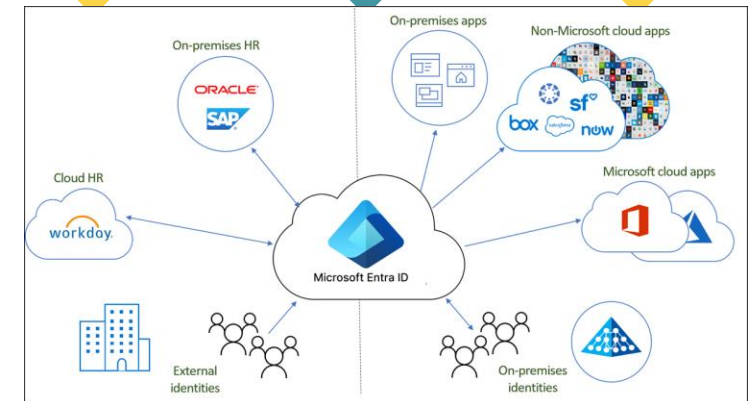 On-premises apps
Non-Microsoft cloud apps
On-premises HR
ORACLE
SAP
sf
box
salesforce
now
Cloud HR
Microsoft cloud apps
workday.
Microsoft Entra ID
External
identities
On-premises
identities